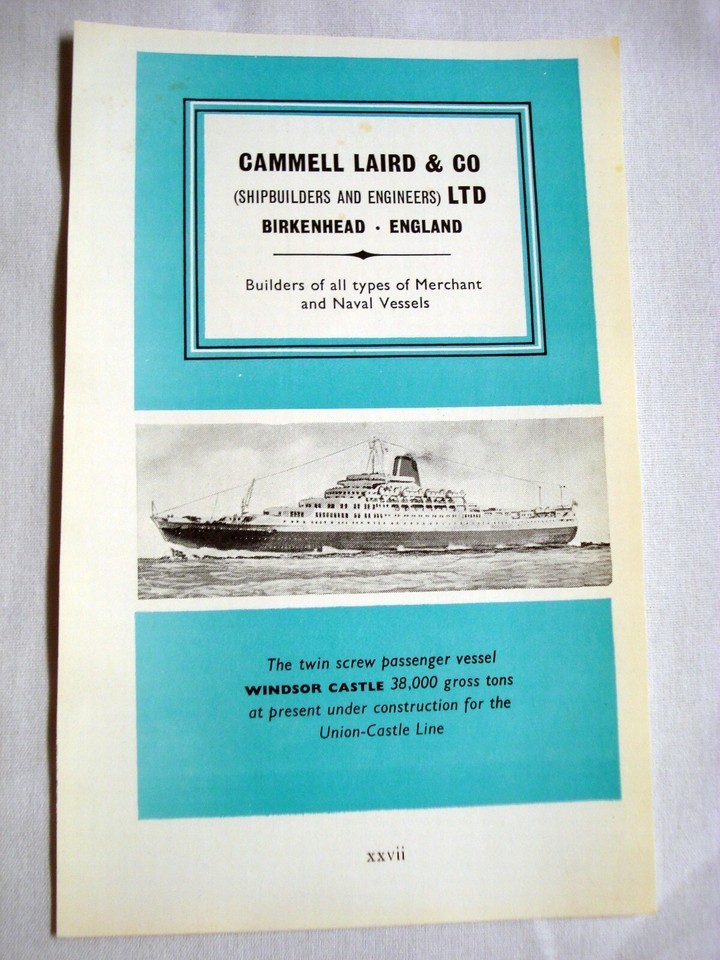 CAMMELL LAIRD & CO
(SHIPBUILDERS AND ENGINEERS) LTD
BIRKENHEAD · ENGLAND
Builders of all types of Merchant
and Naval Vessels
The twin screw passenger vessel
WINDSOR CASTLE 38,000 gross tons
at present under construction for the
Union-Castle Line
xxvii